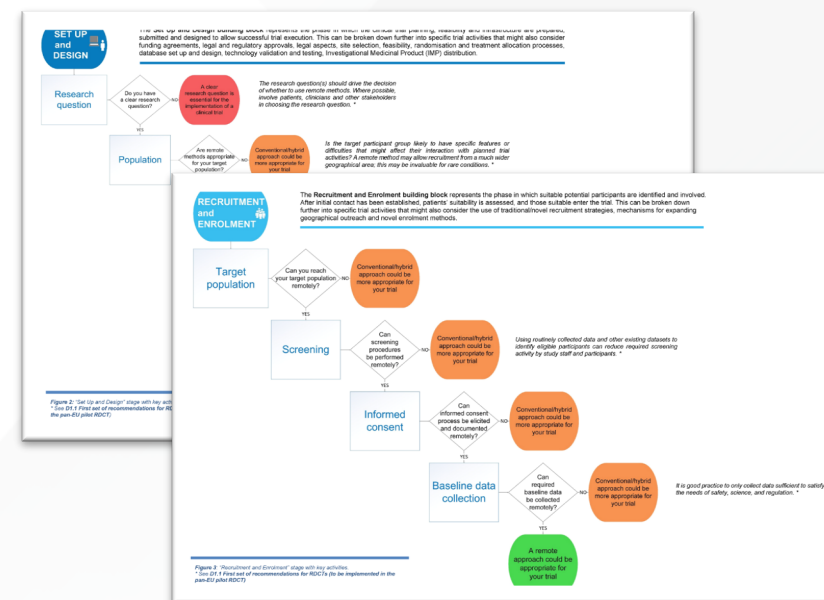 SET UP
and
DESIGN
The Set Up and Design building block represents the phase in which the clinical trial planning, feasibility and infrastructure are prepared,
submitted and designed to allow successful trial execution. This can be broken down further into specific trial activities that might also consider
funding agreements, legal and regulatory approvals, legal aspects, site selection, feasibility, randomisation and treatment allocation processes,
database set up and design, technology validation and testing, Investigational Medicinal Product (IMP) distribution.
Research
question
Do you have
a clear research
question?
NO
A clear
research question is
essential for the
implementation of a
clinical trial
The research question(s) should drive the decision
of whether to use remote methods. Where possible,
involve patients, clinicians and other stakeholders
in choosing the research question. *
YES
Population
Are remote
methods appropriate
for your target
population?
NO
Conventional/hybrid
approach could be
more appropriate for
your trial
Is the target participant group likely to have specific features or
difficulties that might affect their interaction with planned trial
activities? A remote method may allow recruitment from a much wider
geographical area; this may be invaluable for rare conditions. *
Figure 2: "Set Up and Design" stage with key
* See D1.1 First set of recommendations for
the pan-EU pilot RDCT)
RECRUITMENT
and
ENROLMENT
The Recruitment and Enrolment building block represents the phase in which suitable potential participants are identified and involved.
After initial contact has been established, patients' suitability is assessed, and those suitable enter the trial. This can be broken down
further into specific trial activities that might also consider the use of traditional/novel recruitment strategies, mechanisms for expanding
geographical outreach and novel enrolment methods.
Target
population
Can you reach
your target population
remotely?
NO
Conventional/hybrid
approach could be
more appropriate for
your trial
YES
Screening
Can
screening
procedures
be performed
remotely?
NO
Conventional/hybrid
approach could be
more appropriate for
your trial
Using routinely collected data and other existing datasets to
identify eligible participants can reduce required screening
activity by study staff and participants. *
YES
Informed
consent
Can
informed consent
process be elicited
and documented
remotely?
NO
Conventional/hybrid
approach could be
more appropriate for
your trial
YES
Baseline data
collection
Can
required
baseline data
be collected
remotely?
NO
Conventional/hybrid
approach could be
more appropriate for
your trial
It is good practice to only collect data sufficient to satisfy
the needs of safety, science, and regulation. *
YES
A remote
approach could be
appropriate for
your trial
Figure 3: "Recruitment and Enrolment" stage with key activities.
* See D1.1 First set of recommendations for RDCTs (to be implemented in the
pan-EU pilot RDCT)